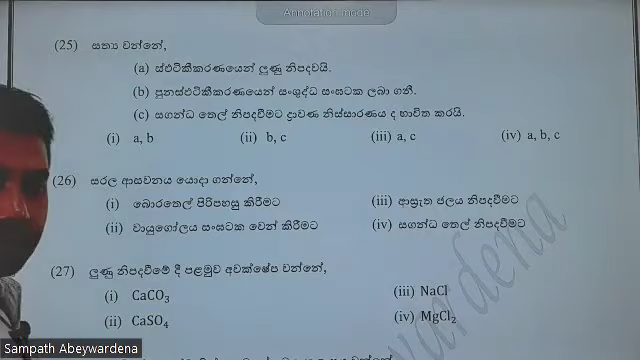 Annotation mode
(25) සත්‍ය වන්නේ,
(a) ස්ඵටිකීකරණයෙන් ලුණු නිපදවයි.
(b) පුනස්ඵටිකීකරණයෙන් සංශුද්ධ සංඝටක ලබා ගනී.
(c) සගන්ධ තෙල් නිපදවීමට ද්‍රාවණ නිස්සාරණය ද භාවිත කරයි.
(i) a, b (ii) b, c (iii) a, c (iv) a, b, c
(26) සරල ආසවනය යොදා ගන්නේ,
(i) බොරතෙල් පිරිපහසු කිරීමට (iii) ආස්‍රැත ජලය නිපදවීමට
(ii) වායුගෝලය සංඝටක වෙන් කිරීමට (iv) සගන්ධ තෙල් නිපදවීමට
(27) ලුණු නිපදවීමේ දී පළමුව අවක්ෂේප වන්නේ,
(i) CaCO₃ (iii) NaCl
(ii) CaSO₄ (iv) MgCl₂
Sampath Abeywardena